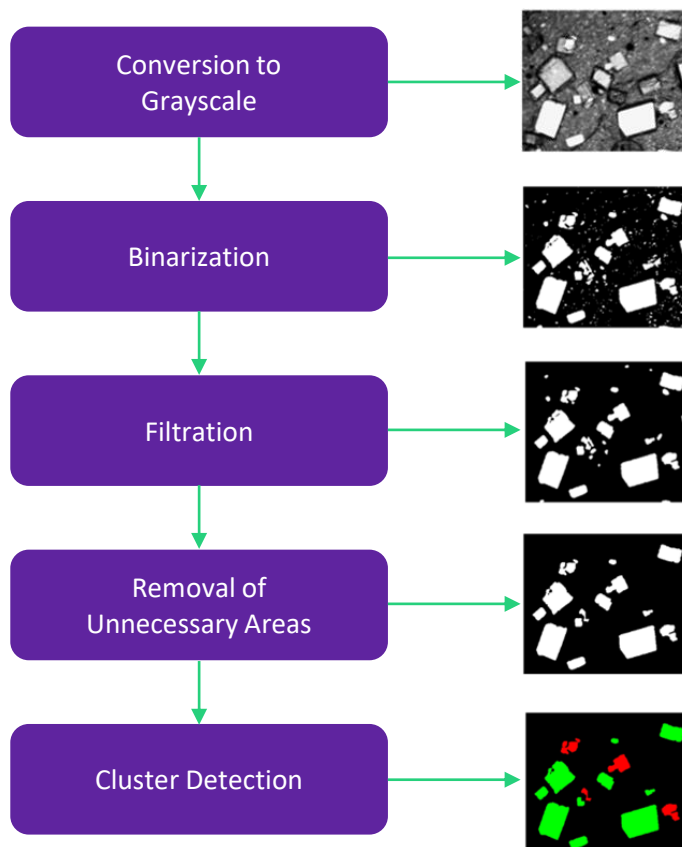 Conversion to
Grayscale
Binarization
Filtration
Removal of
Unnecessary Areas
Cluster Detection